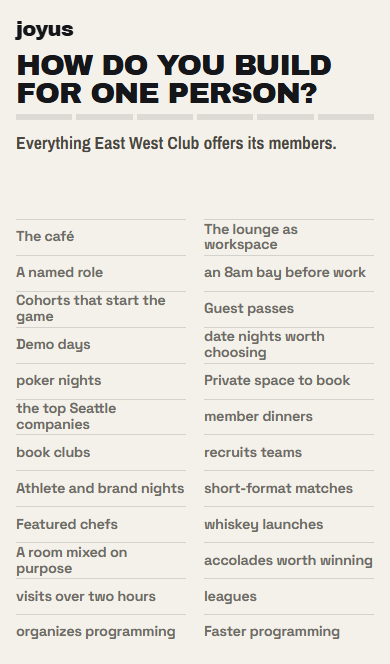 joyus
HOW DO YOU BUILD
FOR ONE PERSON?
Everything East West Club offers its members.
The café
The lounge as
workspace
A named role
an 8am bay before work
Cohorts that start the
game
Guest passes
Demo days
date nights worth
choosing
poker nights
Private space to book
the top Seattle
companies
member dinners
book clubs
recruits teams
Athlete and brand nights
short-format matches
Featured chefs
whiskey launches
A room mixed on
purpose
accolades worth winning
visits over two hours
leagues
organizes programming
Faster programming